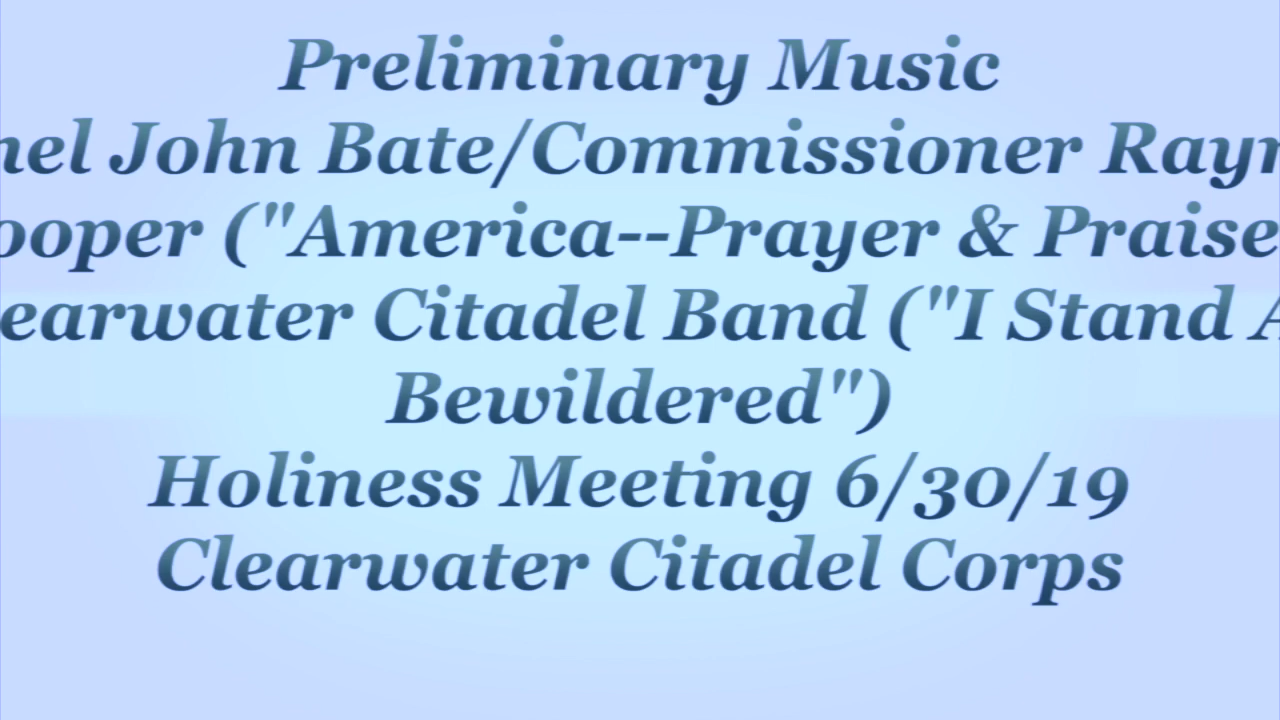 Preliminary Music
nel John Bate/Commissioner Rayn
ooper ("America--Prayer & Praise
earwater Citadel Band ("I Stand A
Bewildered")
Holiness Meeting 6/30/19
Clearwater Citadel Corps